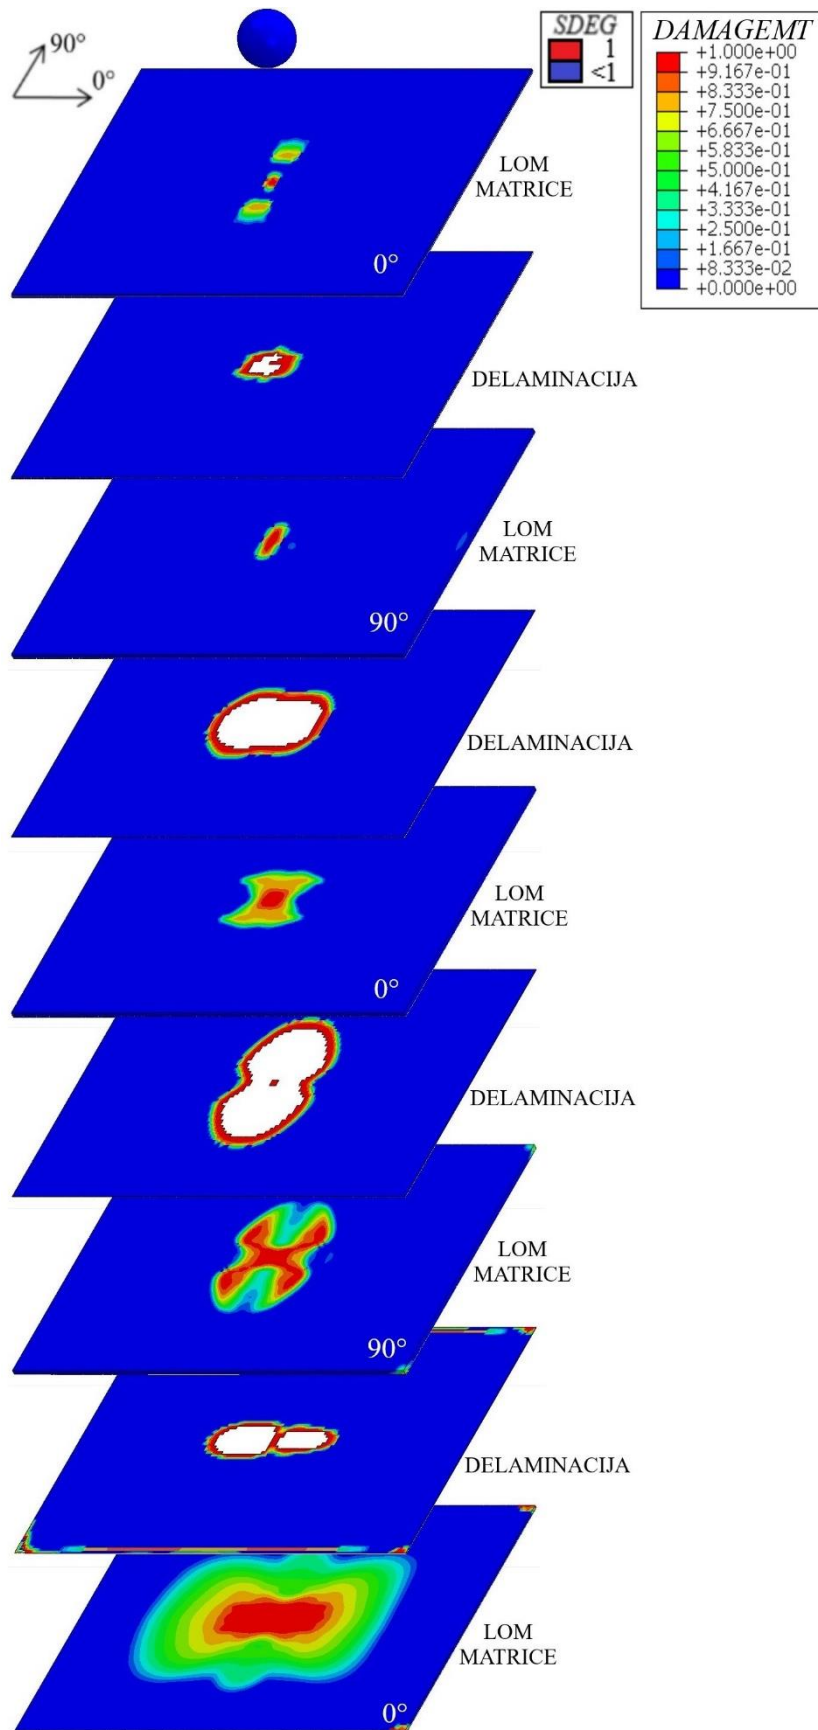 90°
0°
SDEG
1
<1
DAMAGEMT
+1.000e+00
+9.167e-01
+8.333e-01
+7.500e-01
+6.667e-01
+5.833e-01
+5.000e-01
+4.167e-01
+3.333e-01
+2.500e-01
+1.667e-01
+8.333e-02
+0.000e+00
LOM
MATRICE
0°
DELAMINACIJA
LOM
MATRICE
90°
DELAMINACIJA
LOM
MATRICE
0°
DELAMINACIJA
LOM
MATRICE
90°
DELAMINACIJA
LOM
MATRICE
0°